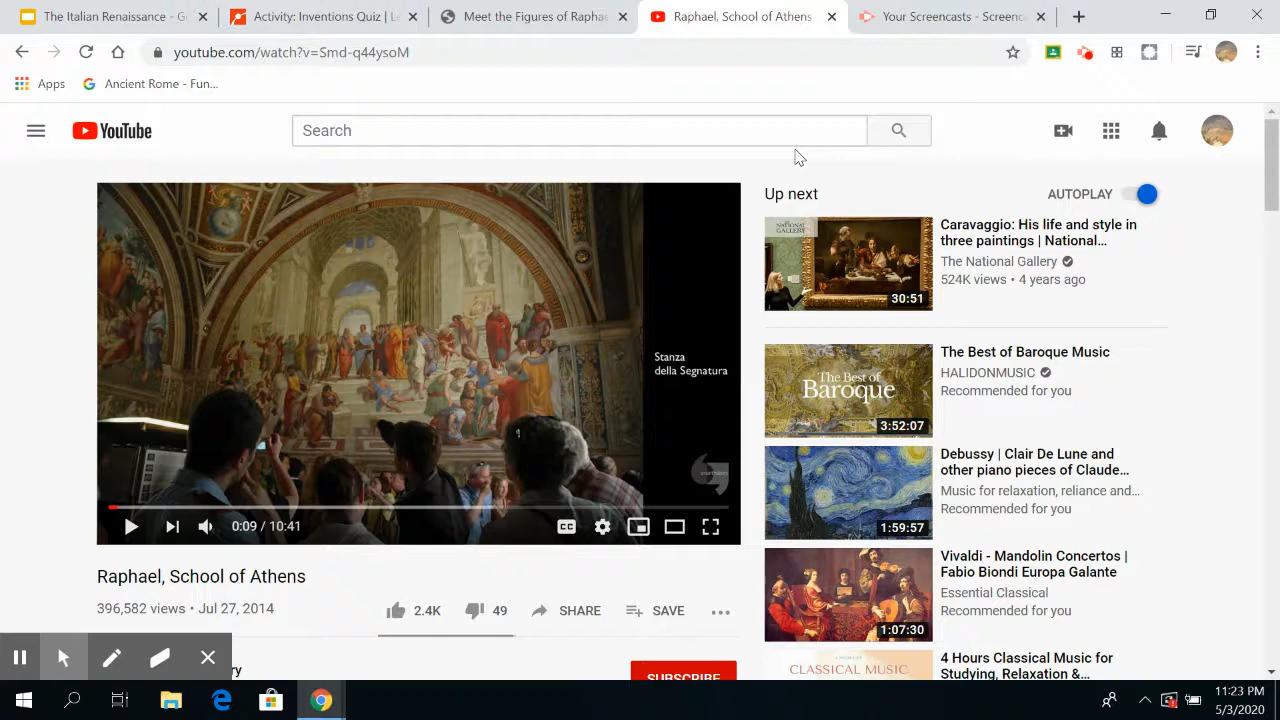 The Italian Renaissance - G
Activity: Inventions Quiz | L
Meet the Figures of Raphae
Raphael, School of Athens
Your Screencasts - Screenc
youtube.com/watch?v=Smd-q44ysoM
Apps
Ancient Rome - Fun...
YouTube
Search
Up next
AUTOPLAY
Stanza
della Segnatura
0:09 / 10:41
CC
Raphael, School of Athens
396,582 views • Jul 27, 2014
2.4K
49
SHARE
SAVE
SUBSCRIBE
30:51
Caravaggio: His life and style in
three paintings | National...
The National Gallery
524K views • 4 years ago
The Best of
Baroque
3:52:07
The Best of Baroque Music
HALIDONMUSIC
Recommended for you
1:59:57
Debussy | Clair De Lune and
other piano pieces of Claude...
Music for relaxation, reliance and...
Recommended for you
1:07:30
Vivaldi - Mandolin Concertos |
Fabio Biondi Europa Galante
Essential Classical
Recommended for you
CLASSICAL MUSIC
4 Hours Classical Music for
Studying, Relaxation &...
11:23 PM
5/3/2020